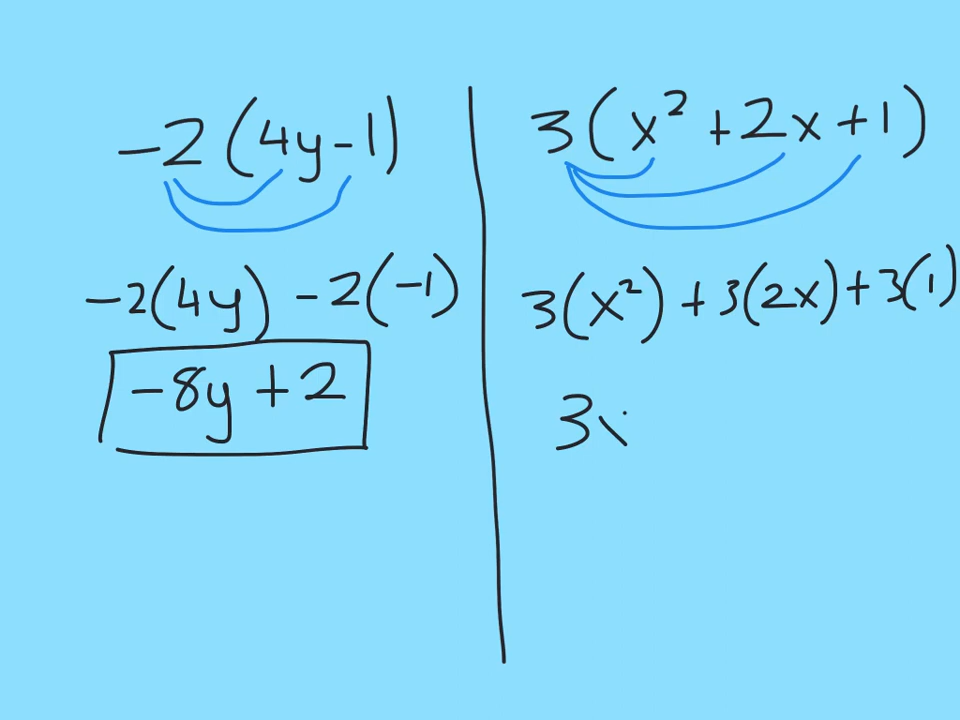 -2(4y-1)
-2(4y) -2(-1)
-8y+2
3(x² +2x+1)
3(x²) +3(2x)+3(1)
3